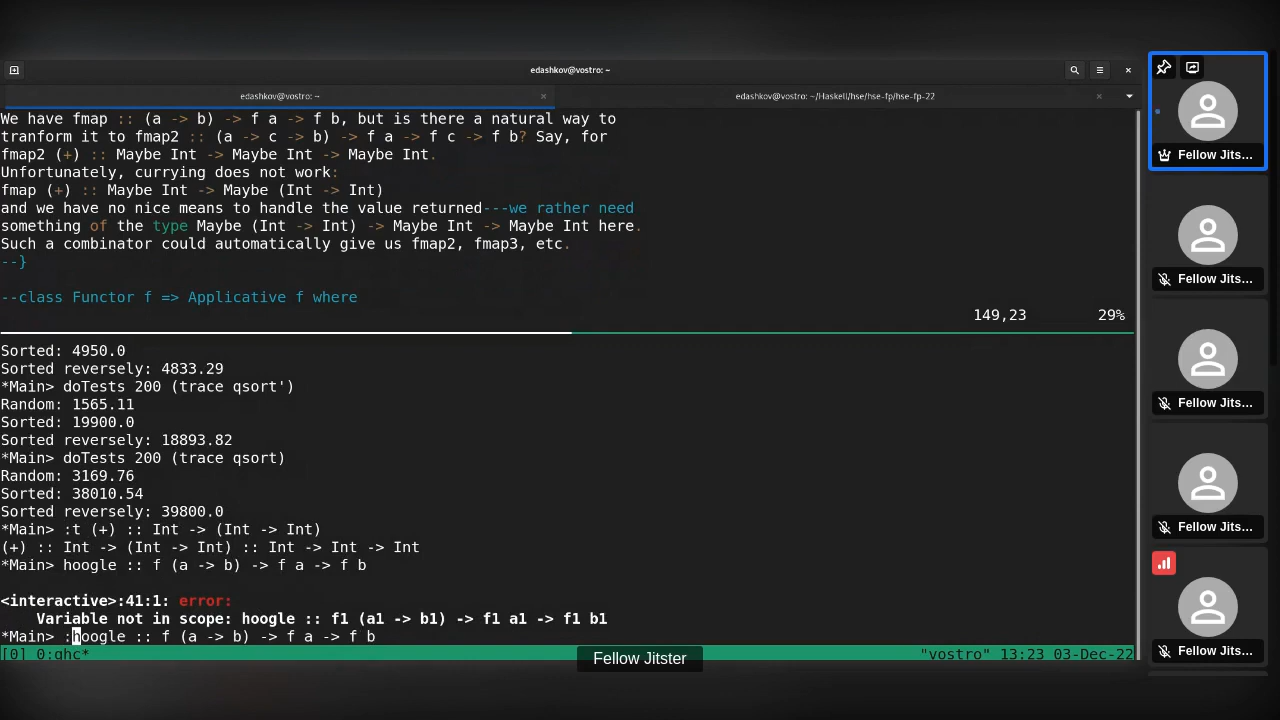 edashkov@vostro: ~
edashkov@vostro: ~
edashkov@vostro: ~/Haskell/hse/hse-fp/hse-fp-22
We have fmap :: (a -> b) -> f a -> f b, but is there a natural way to
tranform it to fmap2 :: (a -> c -> b) -> f a -> f c -> f b? Say, for
fmap2 (+) :: Maybe Int -> Maybe Int -> Maybe Int.
Unfortunately, currying does not work:
fmap (+) :: Maybe Int -> Maybe (Int -> Int)
and we have no nice means to handle the value returned---we rather need
something of the type Maybe (Int -> Int) -> Maybe Int -> Maybe Int here.
Such a combinator could automatically give us fmap2, fmap3, etc.
--}
--class Functor f => Applicative f where
149,23 29%
Sorted: 4950.0
Sorted reversely: 4833.29
*Main> doTests 200 (trace qsort')
Random: 1565.11
Sorted: 19900.0
Sorted reversely: 18893.82
*Main> doTests 200 (trace qsort)
Random: 3169.76
Sorted: 38010.54
Sorted reversely: 39800.0
*Main> :t (+) :: Int -> (Int -> Int)
(+) :: Int -> (Int -> Int) :: Int -> Int -> Int
*Main> hoogle :: f (a -> b) -> f a -> f b
<interactive>:41:1: error:
Variable not in scope: hoogle :: f1 (a1 -> b1) -> f1 a1 -> f1 b1
*Main> :hoogle :: f (a -> b) -> f a -> f b
[0] 0:ghc* "vostro" 13:23 03-Dec-22
Fellow Jitster
Fellow Jits...
Fellow Jits...
Fellow Jits...
Fellow Jits...
Fellow Jits...